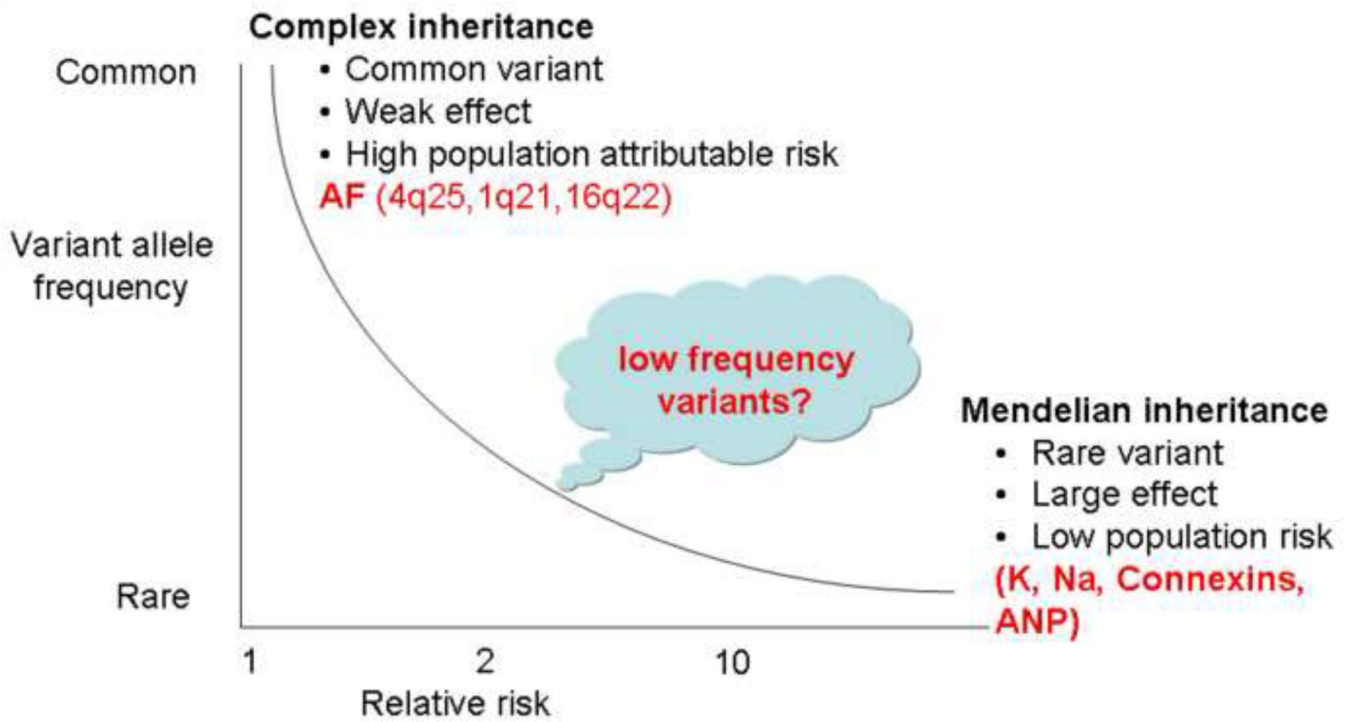 Complex inheritance
Common
• Common variant
• Weak effect
• High population attributable risk
AF (4q25,1q21,16q22)
Variant allele
frequency
low frequency
variants?
Mendelian inheritance
• Rare variant
• Large effect
• Low population risk
(K, Na, Connexins,
ANP)
Rare
1 2 10
Relative risk